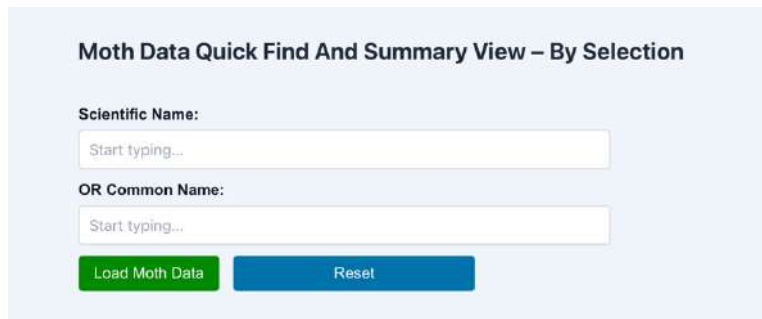 Moth Data Quick Find And Summary View – By Selection
Scientific Name:
Start typing...
OR Common Name:
Start typing...
Load Moth Data Reset